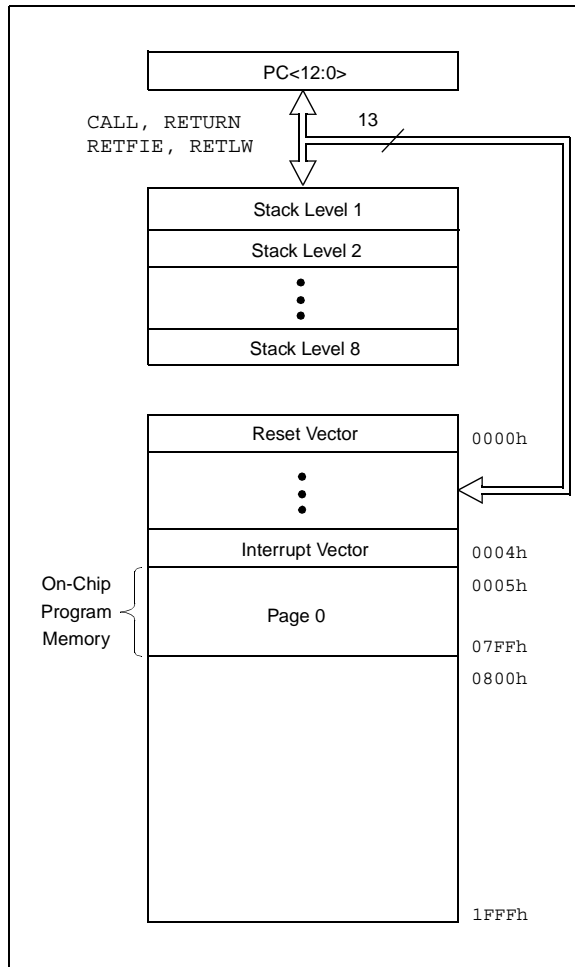 PC<12:0>
CALL, RETURN
RETFIE, RETLW
13
Stack Level 1
Stack Level 2
Stack Level 8
Reset Vector
0000h
Interrupt Vector
0004h
On-Chip
Program
Memory
0005h
Page 0
07FFh
0800h
1FFFh